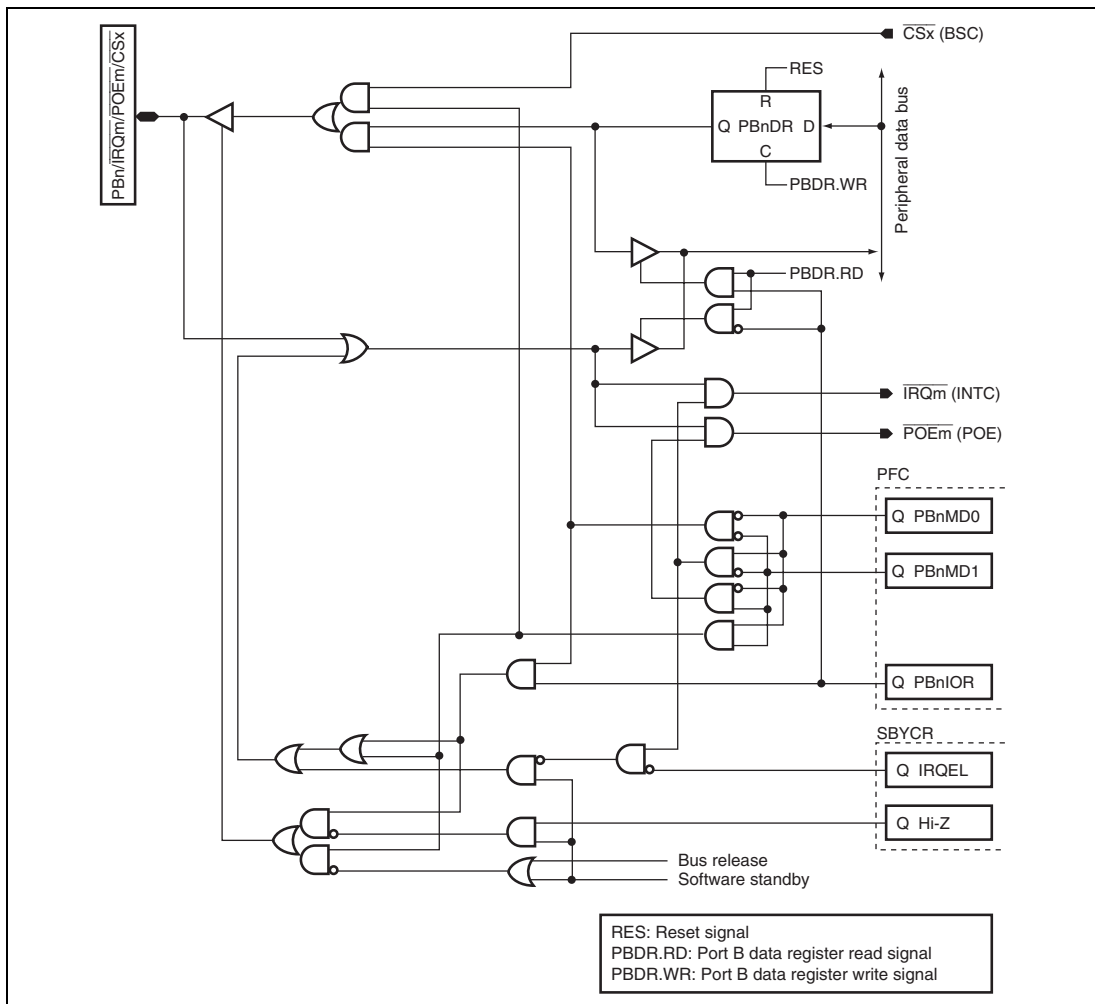 PBn/IRQm/POEm/CSx
CSx (BSC)
RES
R
Q PBnDR D
C
PBDR.WR
Peripheral data bus
PBDR.RD
IRQm (INTC)
POEm (POE)
PFC
Q PBnMD0
Q PBnMD1
Q PBnIOR
SBYCR
Q IRQEL
Q Hi-Z
Bus release
Software standby
RES: Reset signal
PBDR.RD: Port B data register read signal
PBDR.WR: Port B data register write signal